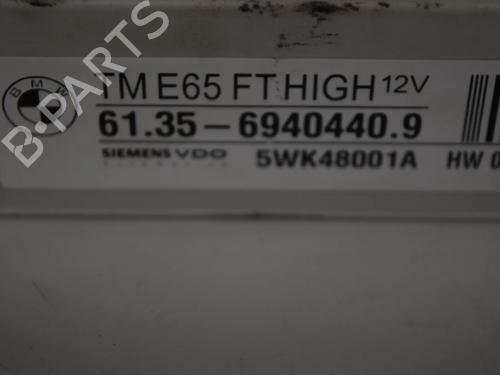 BMW
TM E65 FT HIGH 12V
61.35-6940440.9
SIEMENS VDO 5WK48001A HW 0
B-PARTS